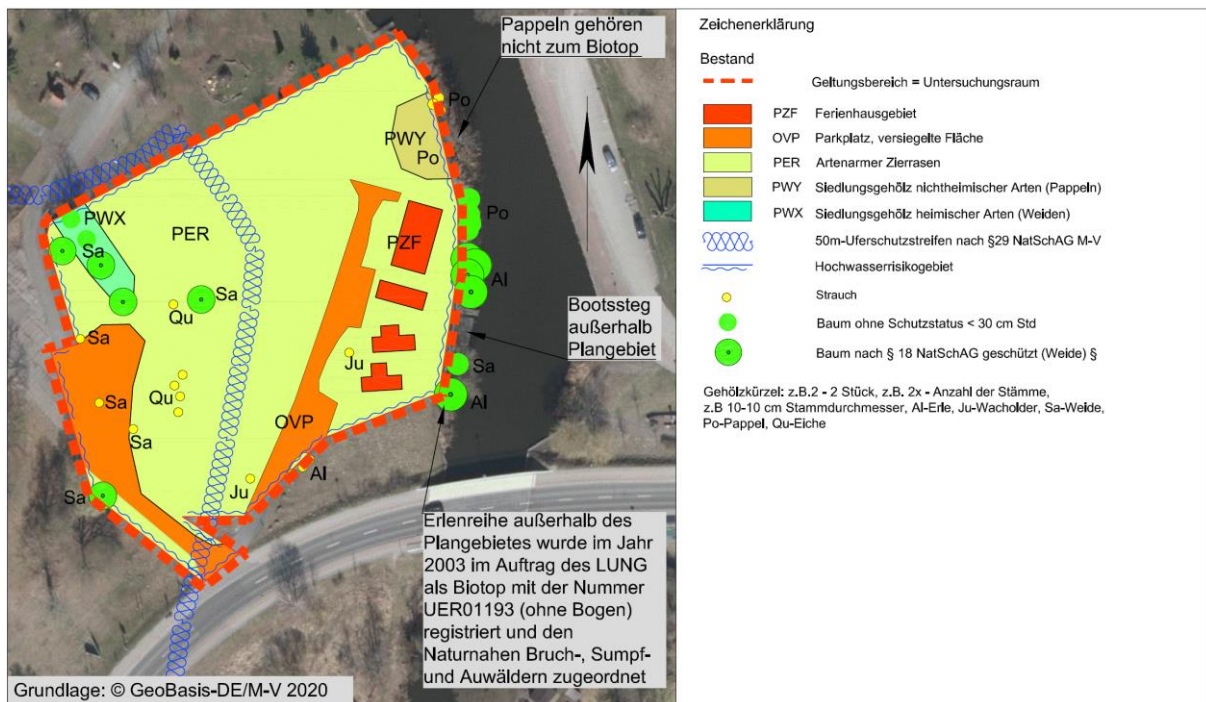 Pappeln gehören
nicht zum Biotop
Po
PWY
Po
PWX
Sa
PER
PZF
Po
Al
Qu
Sa
Bootssteg
außerhalb
Plangebiet
Sa
Ju
Sa
Sa
Qu
Al
Sa
OVP
Al
Sa
Ju
Erlenreihe außerhalb des
Plangebietes wurde im Jahr
2003 im Auftrag des LUNG
als Biotop mit der Nummer
UER01193 (ohne Bogen)
registriert und den
Naturnahen Bruch-, Sumpf-
und Auwäldern zugeordnet
Grundlage: © GeoBasis-DE/M-V 2020
Zeichenerklärung
Bestand
Geltungsbereich = Untersuchungsraum
PZF Ferienhausgebiet
OVP Parkplatz, versiegelte Fläche
PER Artenarmer Zierrasen
PWY Siedlungsgehölz nichtheimischer Arten (Pappeln)
PWX Siedlungsgehölz heimischer Arten (Weiden)
50m-Uferschutzstreifen nach §29 NatSchAG M-V
Hochwasserrisikogebiet
Strauch
Baum ohne Schutzstatus < 30 cm Std
Baum nach § 18 NatSchAG geschützt (Weide) §
Gehölzkürzel: z.B.2 - 2 Stück, z.B. 2x - Anzahl der Stämme,
z.B 10-10 cm Stammdurchmesser, Al-Erle, Ju-Wacholder, Sa-Weide,
Po-Pappel, Qu-Eiche